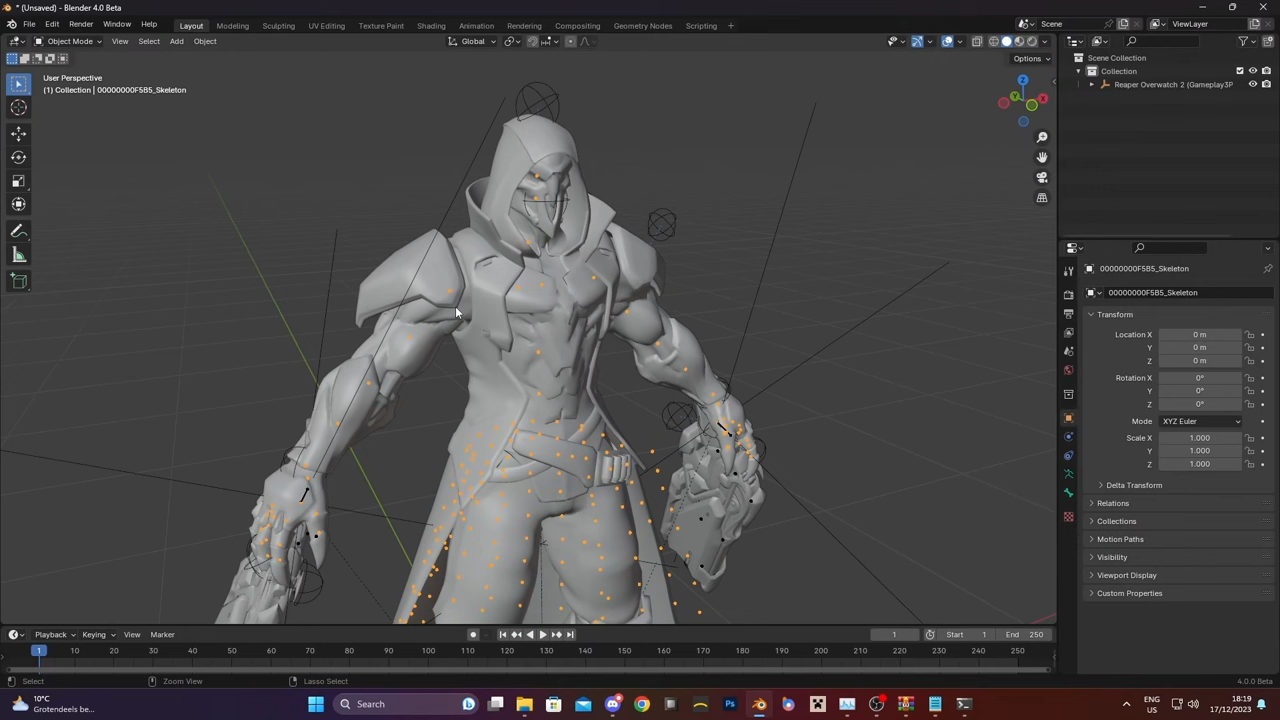 * (Unsaved) - Blender 4.0 Beta
File Edit Render Window Help Layout Modeling Sculpting UV Editing Texture Paint Shading Animation Rendering Compositing Geometry Nodes Scripting + Scene ViewLayer
Object Mode View Select Add Object Global
Options
User Perspective
(1) Collection | 00000000F5B5_Skeleton
Z
Y
X
Scene Collection
Collection
Reaper Overwatch 2 (Gameplay3P
00000000F5B5_Skeleton
00000000F5B5_Skeleton
Transform
Location X 0 m
Y 0 m
Z 0 m
Rotation X 0°
Y 0°
Z 0°
Mode XYZ Euler
Scale X 1.000
Y 1.000
Z 1.000
Delta Transform
Relations
Collections
Motion Paths
Visibility
Viewport Display
Custom Properties
Playback Keying View Marker 1 Start 1 End 250
1 10 20 30 40 50 60 70 80 90 100 110 120 130 140 150 160 170 180 190 200 210 220 230 240 250
Select Zoom View Lasso Select 4.0.0 Beta
10°C
Grotendeels be...
Search
Ps
ENG
US
18:19
17/12/2023